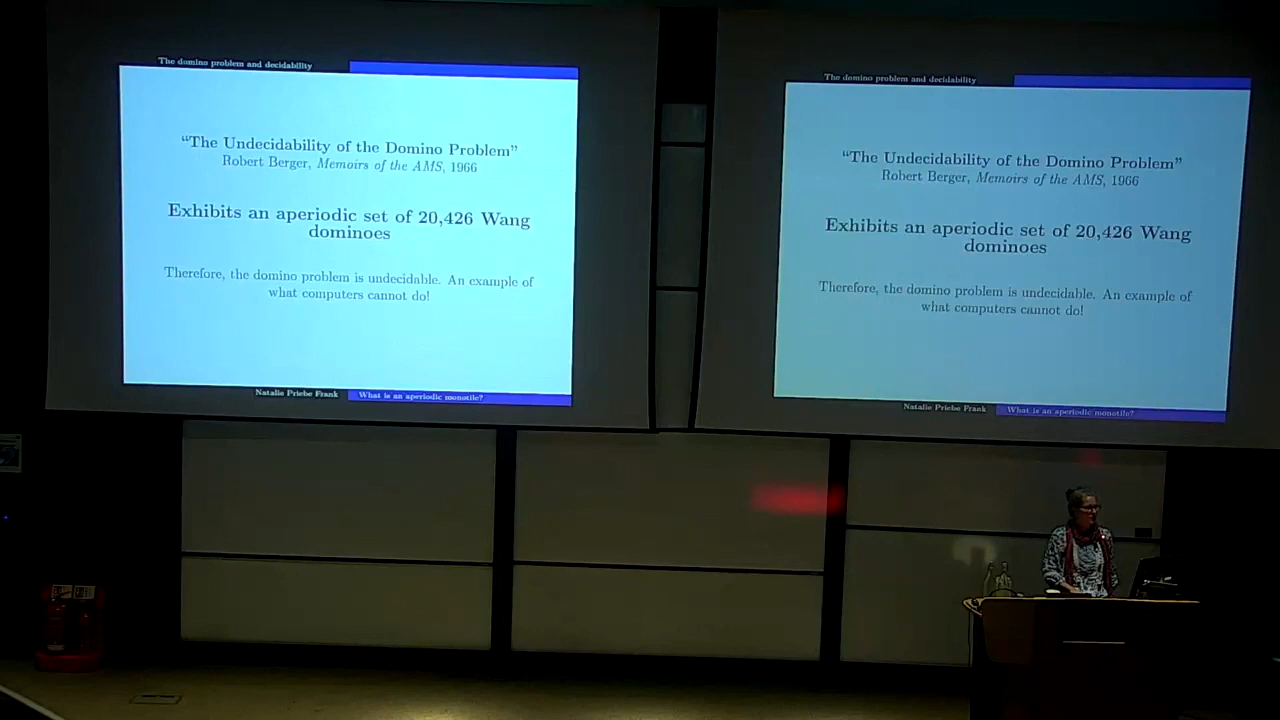 The domino problem and decidability
“The Undecidability of the Domino Problem”
Robert Berger, Memoirs of the AMS, 1966
Exhibits an aperiodic set of 20,426 Wang
dominoes
Therefore, the domino problem is undecidable. An example of
what computers cannot do!
Natalie Priebe Frank
What is an aperiodic monotile?
The domino problem and decidability
“The Undecidability of the Domino Problem”
Robert Berger, Memoirs of the AMS, 1966
Exhibits an aperiodic set of 20,426 Wang
dominoes
Therefore, the domino problem is undecidable. An example of
what computers cannot do!
Natalie Priebe Frank
What is an aperiodic monotile?